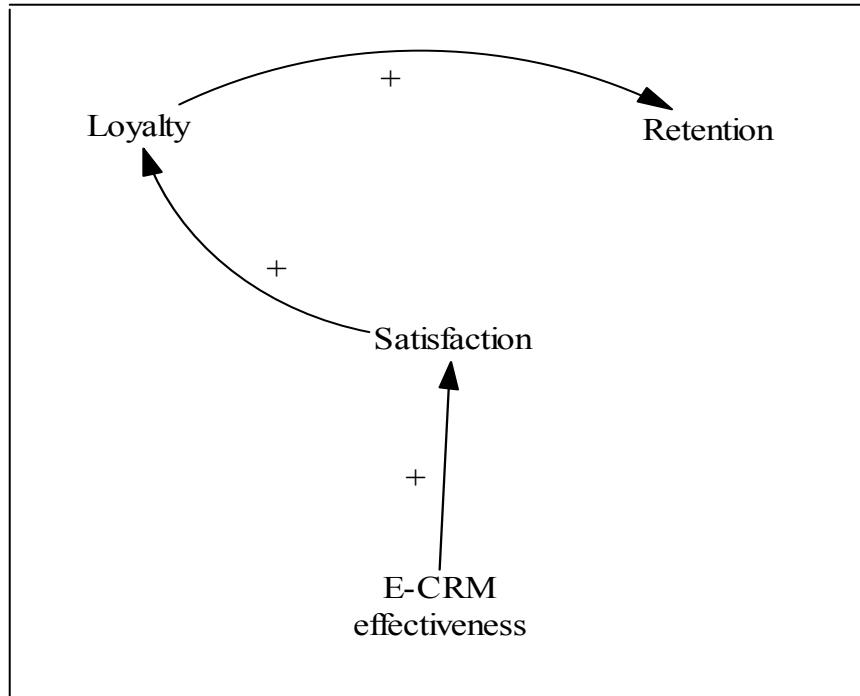 +
Loyalty
Retention
+
Satisfaction
+
E-CRM
effectiveness